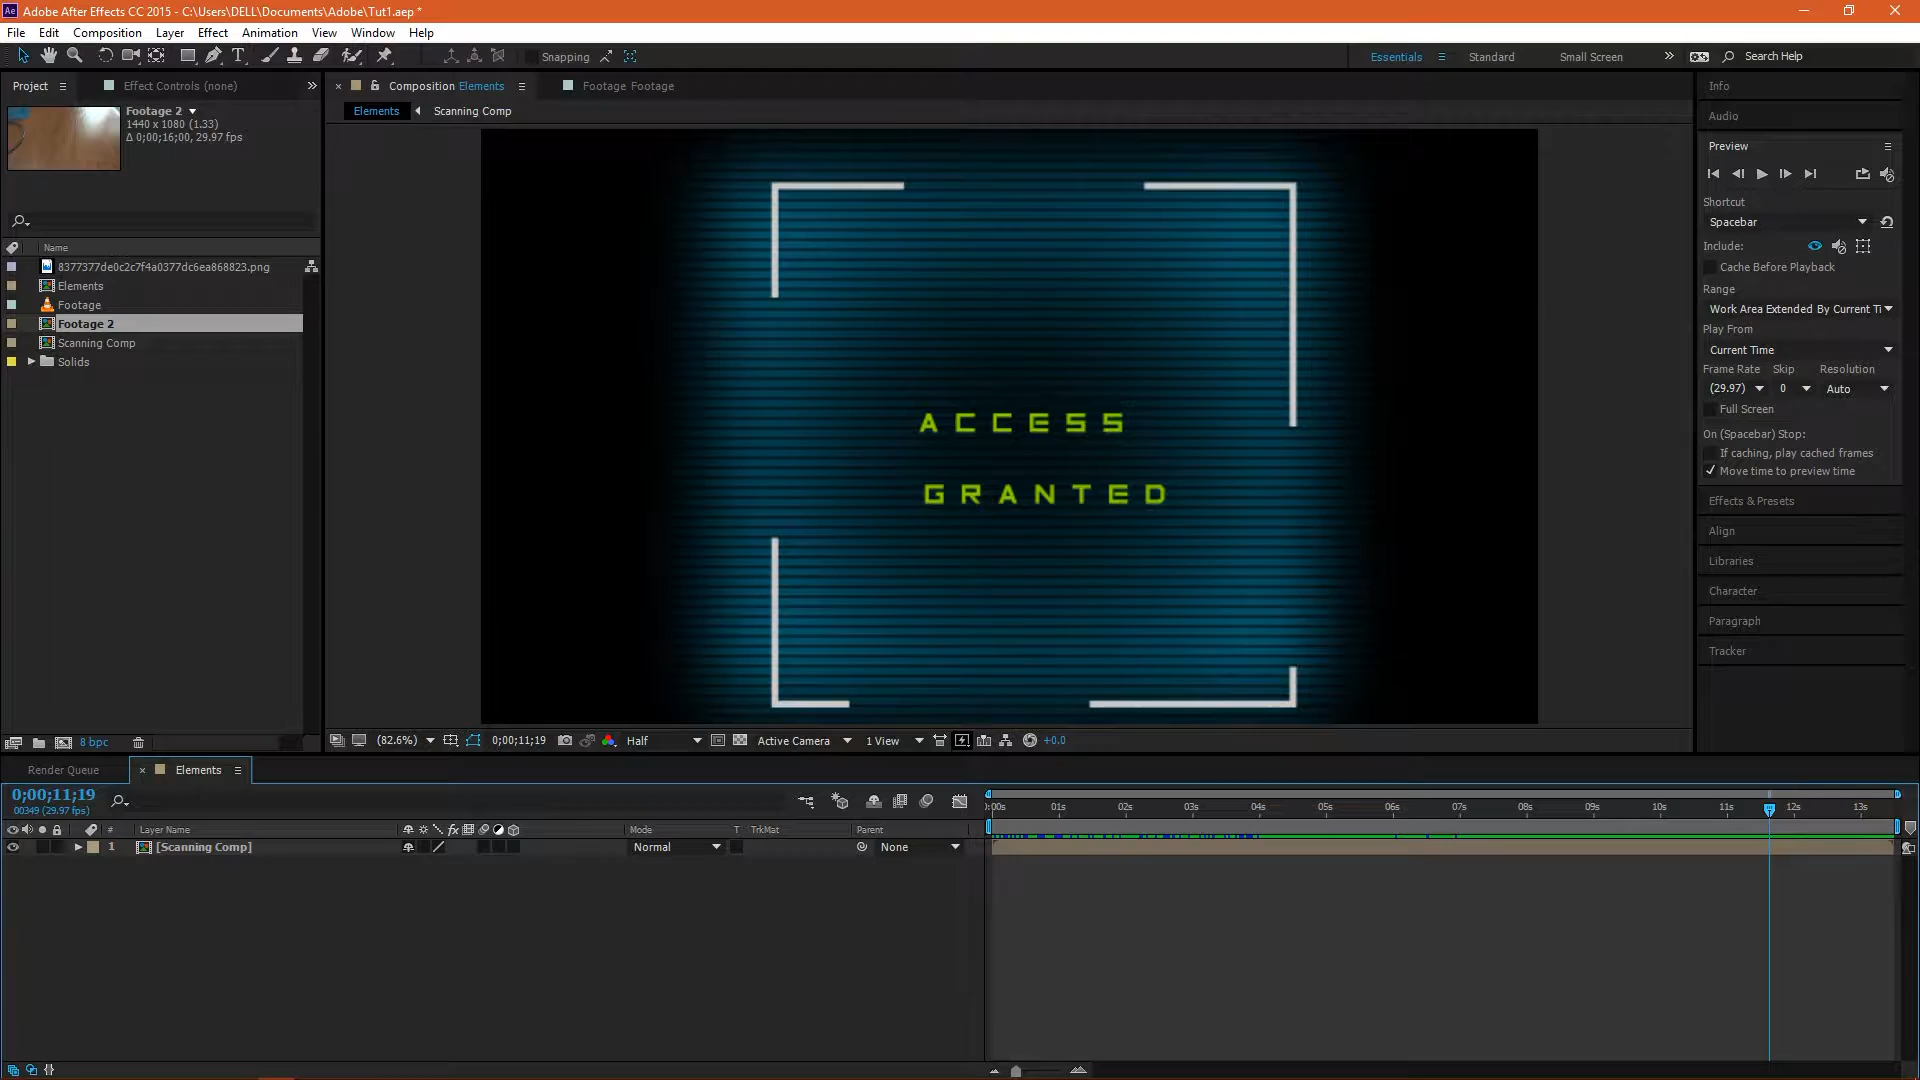 Ae Adobe After Effects CC 2015 - C:\Users\DELL\Documents\Adobe\Tut1.aep *
File Edit Composition Layer Effect Animation View Window Help
T Snapping Essentials Standard Small Screen Search Help
Project Effect Controls (none)
Footage 2
1440 x 1080 (1.33)
Δ 0;00;16;00, 29.97 fps
Name
8377377de0c2c7f4a0377dc6ea868823.png
Elements
Footage
Footage 2
Scanning Comp
Solids
8 bpc
Composition Elements Footage Footage
Elements Scanning Comp
ACCESS
GRANTED
(82.6%) 0;00;11;19 Half Active Camera 1 View +0.0
Info
Audio
Preview
Shortcut
Spacebar
Include:
Cache Before Playback
Range
Work Area Extended By Current Ti
Play From
Current Time
Frame Rate Skip Resolution
(29.97) 0 Auto
Full Screen
On (Spacebar) Stop:
If caching, play cached frames
Move time to preview time
Effects & Presets
Align
Libraries
Character
Paragraph
Tracker
Render Queue Elements
0;00;11;19
00349 (29.97 fps)
:00s 01s 02s 03s 04s 05s 06s 07s 08s 09s 10s 11s 12s 13s
# Layer Name fx Mode T TrkMat Parent
1 [Scanning Comp] Normal None